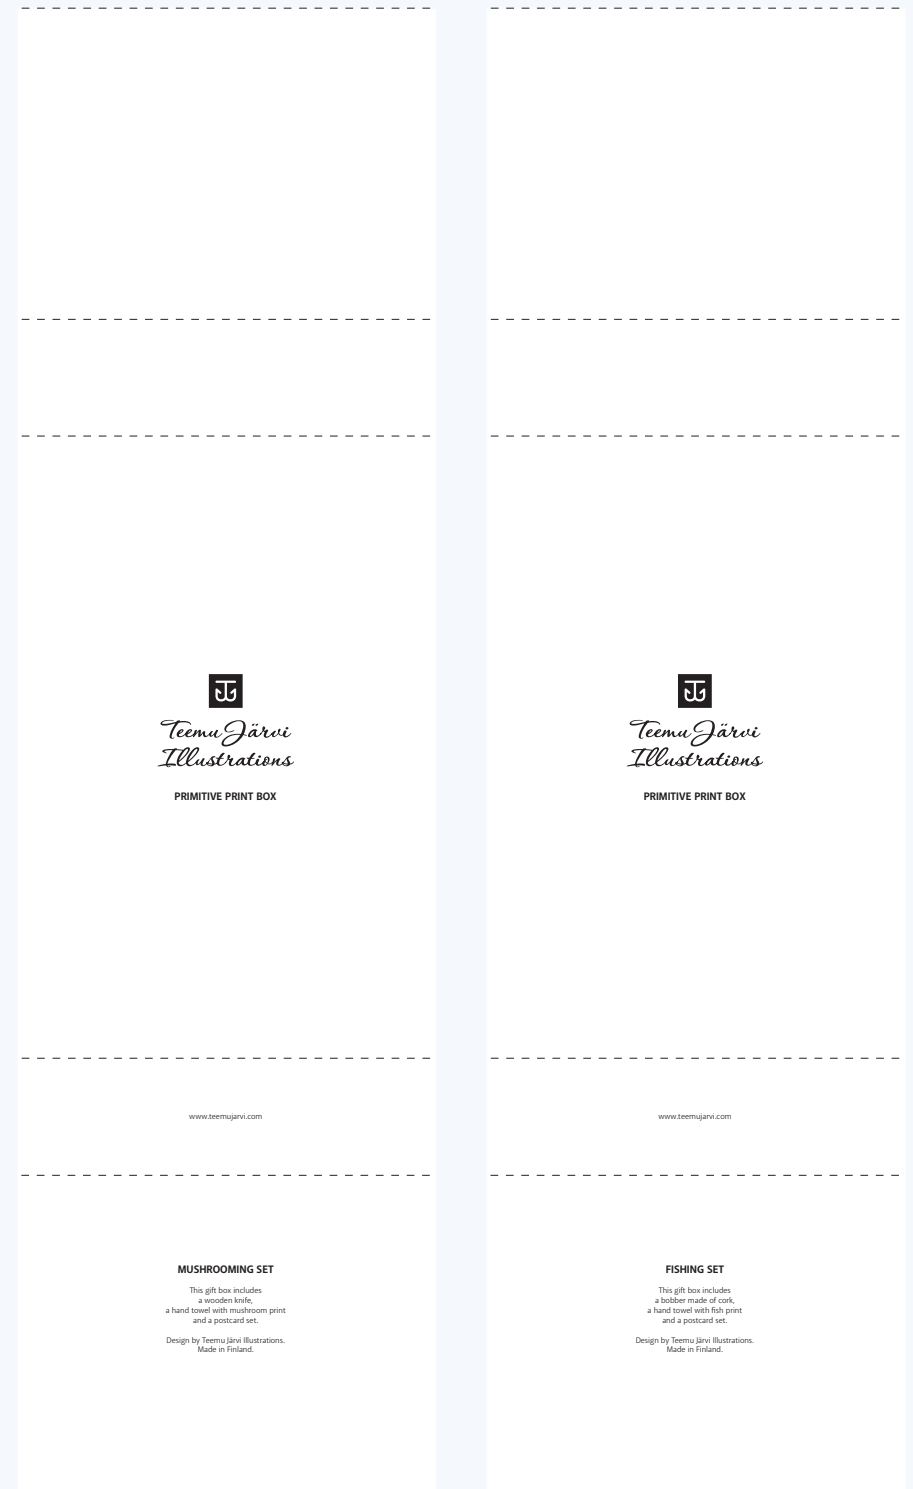 Teemu Järvi
Illustrations
PRIMITIVE PRINT BOX
www.teemujarvi.com
MUSHROOMING SET
This gift box includes
a wooden knife,
a hand towel with mushroom print
and a postcard set.
Design by Teemu Järvi Illustrations.
Made in Finland.
Teemu Järvi
Illustrations
PRIMITIVE PRINT BOX
www.teemujarvi.com
FISHING SET
This gift box includes
a bobber made of cork,
a hand towel with fish print
and a postcard set.
Design by Teemu Järvi Illustrations.
Made in Finland.